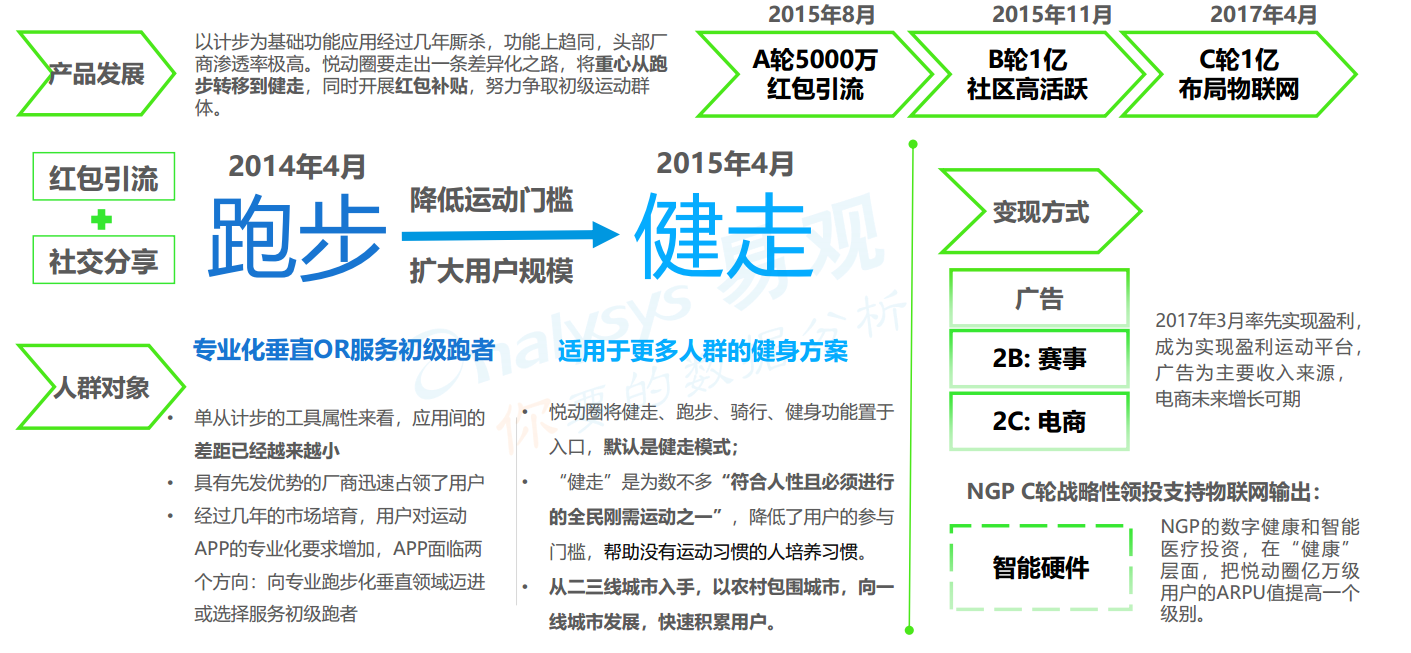 产品发展
以计步为基础功能应用经过几年厮杀，功能上趋同，头部厂
商渗透率极高。悦动圈要走出一条差异化之路，将重心从跑
步转移到健走，同时开展红包补贴，努力争取初级运动群
体。
2015年8月
A轮5000万
红包引流
2015年11月
B轮1亿
社区高活跃
2017年4月
C轮1亿
布局物联网
红包引流
社交分享
2014年4月
跑步
降低运动门槛
扩大用户规模
2015年4月
健走
人群对象
专业化垂直OR服务初级跑者
• 单从计步的工具属性来看，应用间的
差距已经越来越小
• 具有先发优势的厂商迅速占领了用户
• 经过几年的市场培育，用户对运动
APP的专业化要求增加，APP面临两
个方向：向专业跑步化垂直领域迈进
或选择服务初级跑者
适用于更多人群的健身方案
• 悦动圈将健走、跑步、骑行、健身功能置于
入口，默认是健走模式；
• “健走”是为数不多“符合人性且必须进行
的全民刚需运动之一”，降低了用户的参与
门槛，帮助没有运动习惯的人培养习惯。
• 从二三线城市入手，以农村包围城市，向一
线城市发展，快速积累用户。
变现方式
广告
2B: 赛事
2C: 电商
2017年3月率先实现盈利，
成为实现盈利运动平台，
广告为主要收入来源，
电商未来增长可期
NGP C轮战略性领投支持物联网输出：
智能硬件
NGP的数字健康和智能
医疗投资，在“健康”
层面，把悦动圈亿万级
用户的ARPU值提高一个
级别。
analysys 易观
你要的数据分析